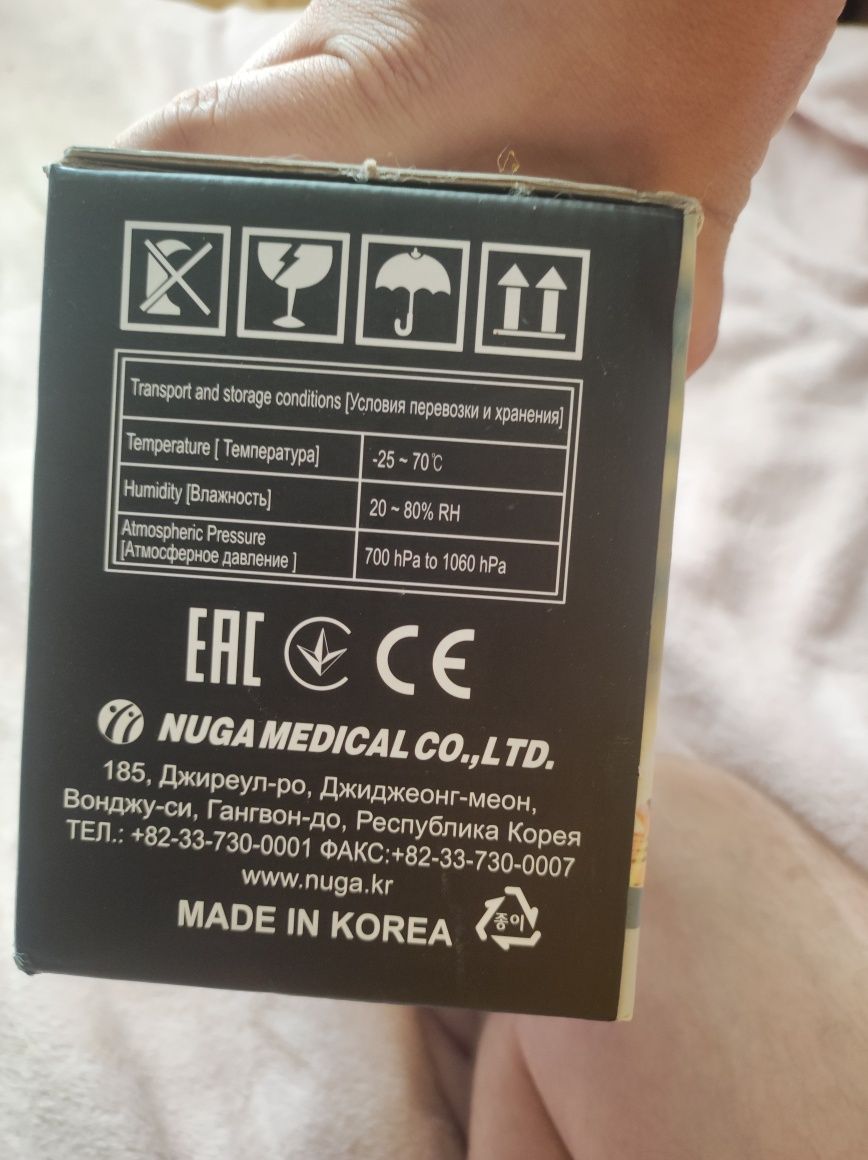 Transport and storage conditions [Условия перевозки и хранения]
Temperature [ Температура] -25 ~ 70℃
Humidity [Влажность] 20 ~ 80% RH
Atmospheric Pressure
[Атмосферное давление ] 700 hPa to 1060 hPa
EAC CE
NUGA MEDICAL CO.,LTD.
185, Джиреул-ро, Джиджеонг-меон,
Вонджу-си, Гангвон-до, Республика Корея
ТЕЛ.: +82-33-730-0001 ФАКС:+82-33-730-0007
www.nuga.kr
MADE IN KOREA 종이